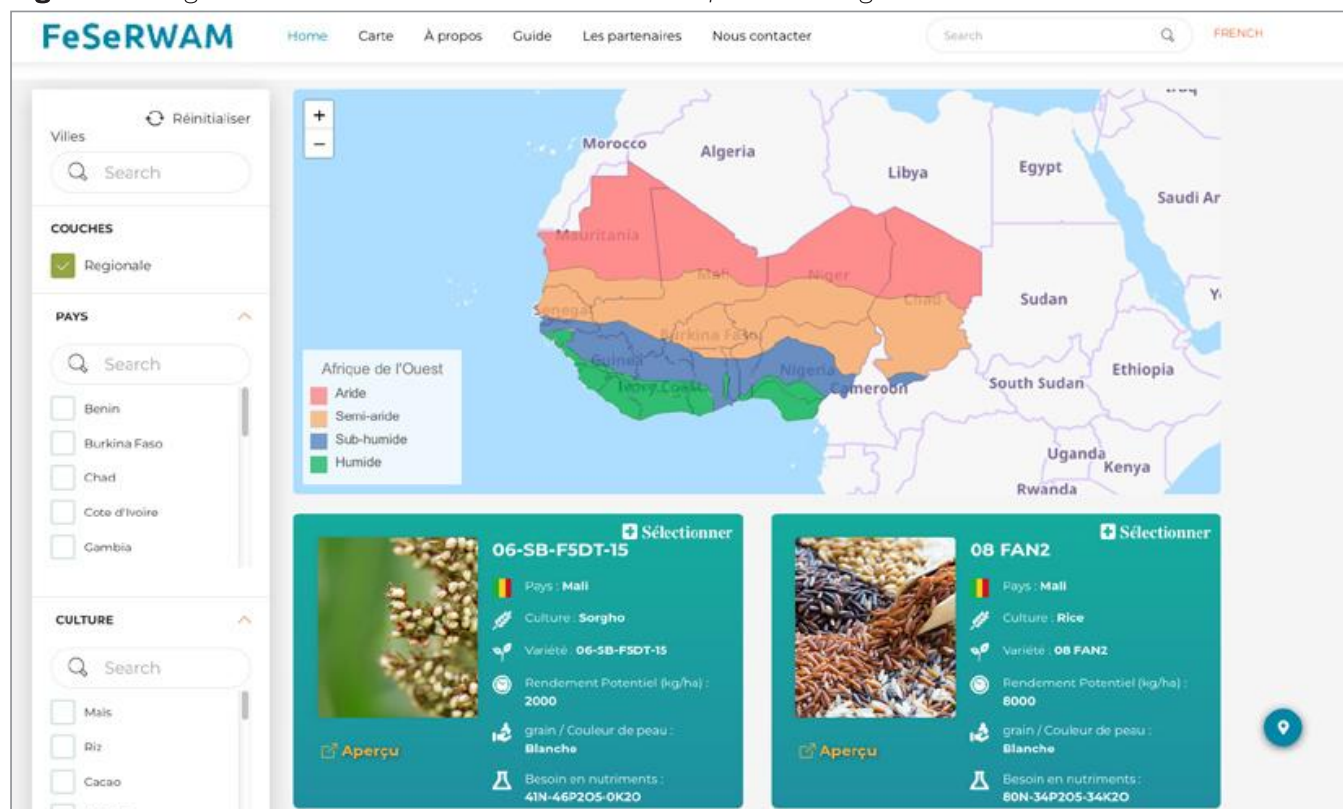 FeSeRWAM
Home Carte À propos Guide Les partenaires Nous contacter
Search
FRENCH
Réinitialiser
Villes
Search
COUCHES
Regionale
PAYS
Search
Benin
Burkina Faso
Chad
Cote d'Ivoire
Gambia
CULTURE
Search
Maïs
Riz
Cacao
+
−
Morocco
Algeria
Libya
Egypt
Saudi Ar
Mauritania
Mali
Niger
Chad
Sudan
Senegal
Burkina Faso
Guinea
Nigeria
Ivory Coast
Cameroon
South Sudan
Ethiopia
Uganda
Kenya
Rwanda
Afrique de l'Ouest
Aride
Semi-aride
Sub-humide
Humide
Sélectionner
06-SB-F5DT-15
Pays : Mali
Culture : Sorgho
Variété : 06-SB-F5DT-15
Rendement Potentiel (kg/ha) :
2000
grain / Couleur de peau :
Blanche
Besoin en nutriments :
41N-46P2O5-0K2O
Aperçu
Sélectionner
08 FAN2
Pays : Mali
Culture : Rice
Variété : 08 FAN2
Rendement Potentiel (kg/ha) :
8000
grain / Couleur de peau :
Blanche
Besoin en nutriments :
80N-34P2O5-34K2O
Aperçu